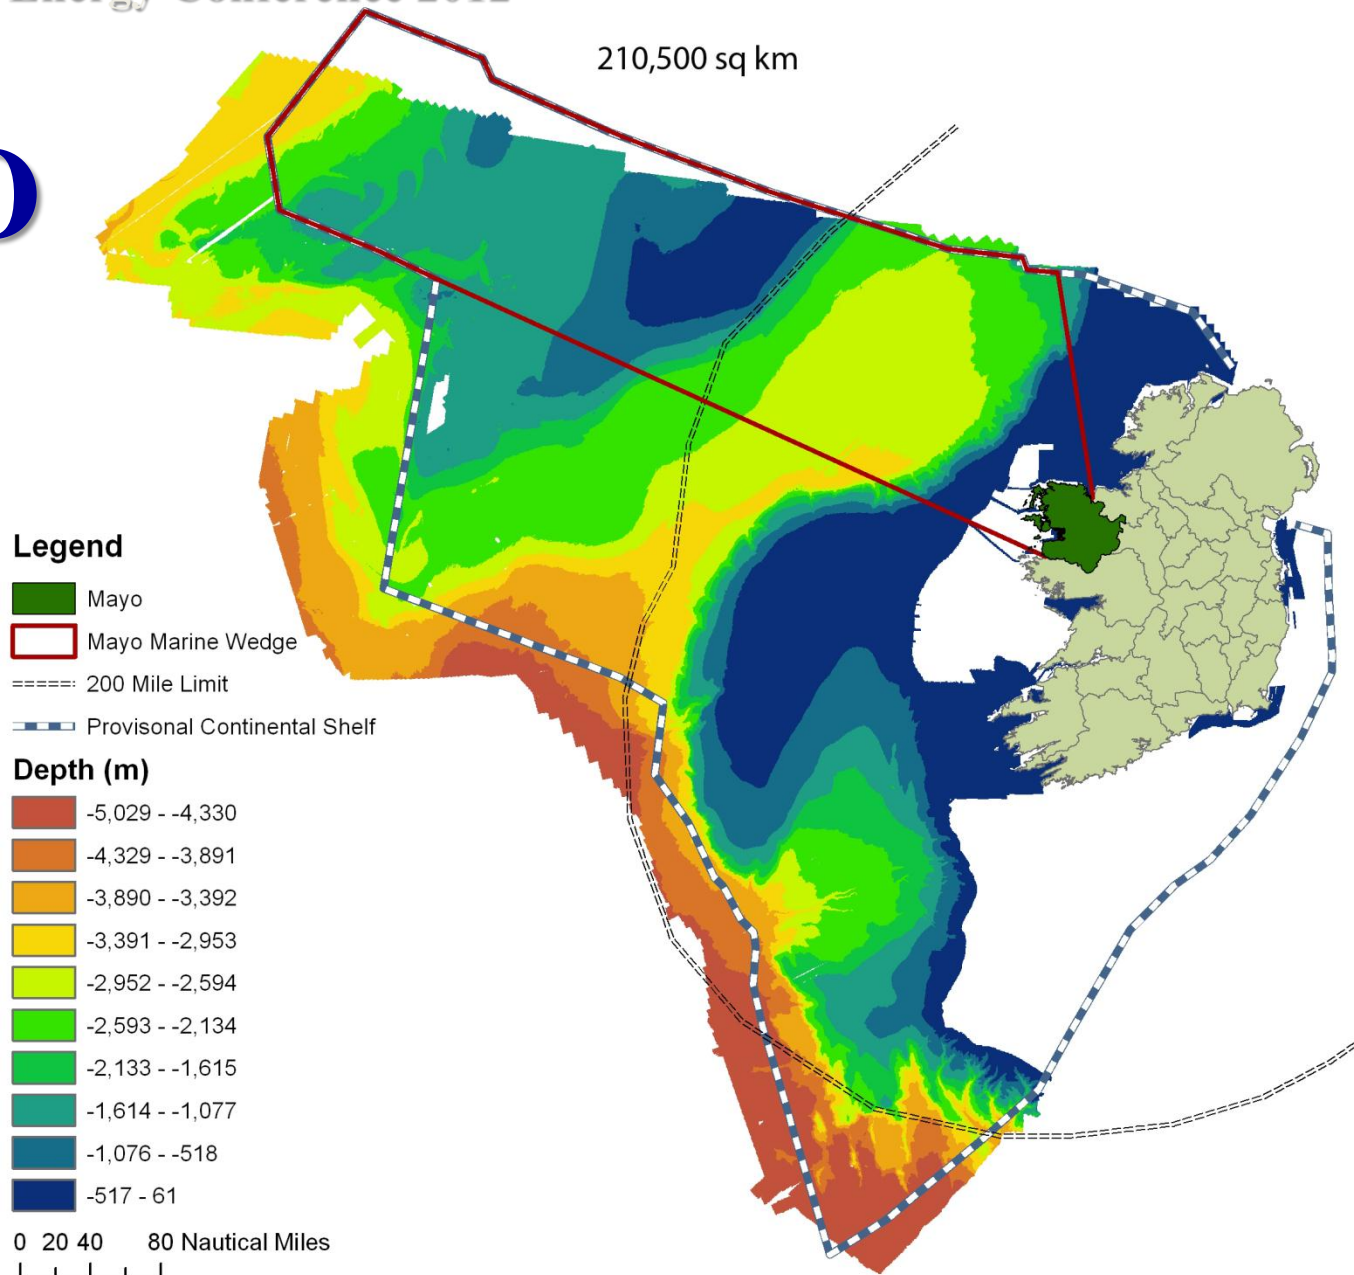 Energy Conference 2012
210,500 sq km
O
Legend
Mayo
Mayo Marine Wedge
200 Mile Limit
Provisonal Continental Shelf
Depth (m)
-5,029 - -4,330
-4,329 - -3,891
-3,890 - -3,392
-3,391 - -2,953
-2,952 - -2,594
-2,593 - -2,134
-2,133 - -1,615
-1,614 - -1,077
-1,076 - -518
-517 - 61
0 20 40 80 Nautical Miles